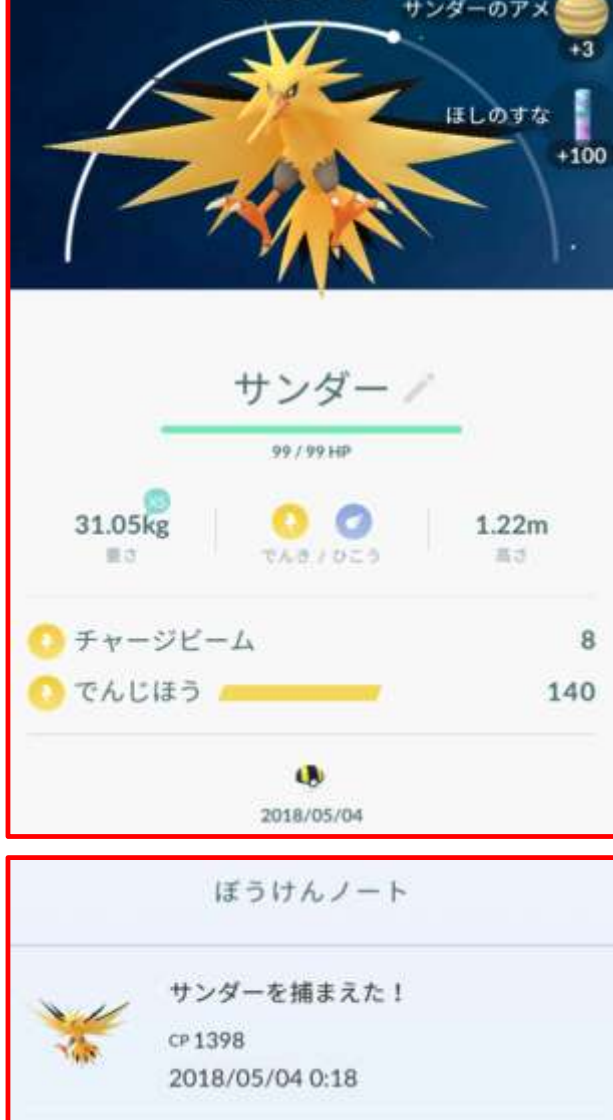 サンダーのアメ
+3
ほしのすな
+100
サンダー
99 / 99 HP
XS
31.05kg
1.22m
重さ
でんき / ひこう
高さ
チャージビーム 8
でんじほう 140
2018/05/04
ぼうけんノート
サンダーを捕まえた！
CP 1398
2018/05/04 0:18